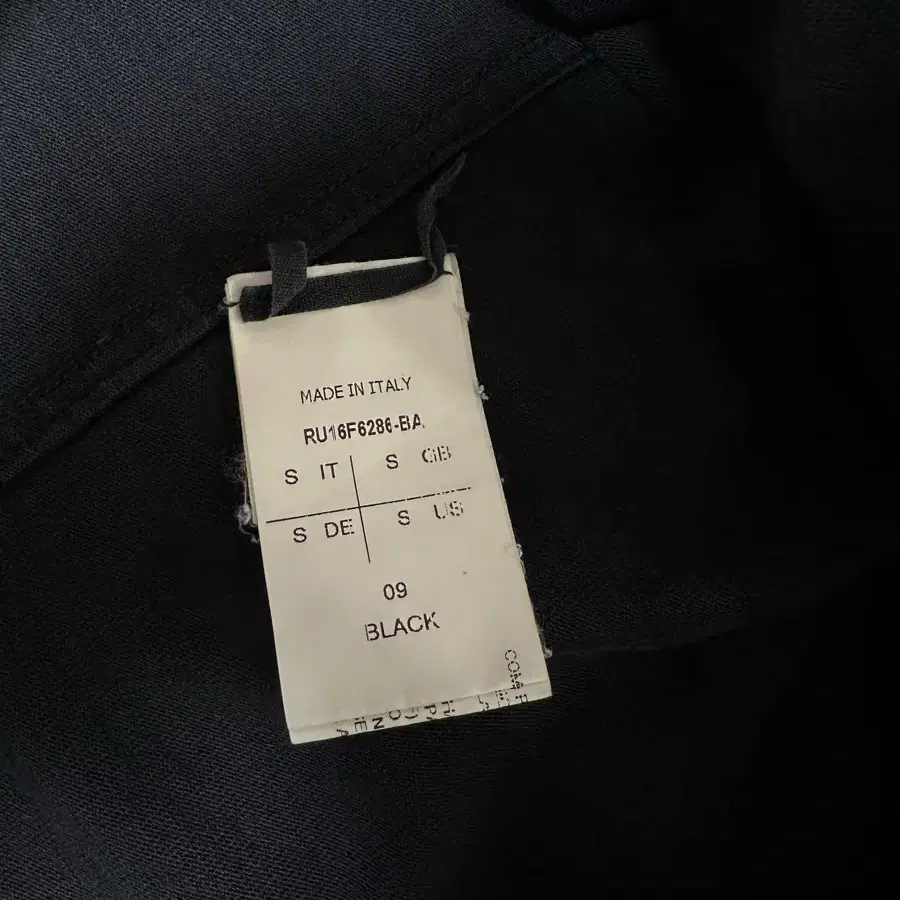 MADE IN ITALY
RU16F6286-BA
S IT S GB
S DE S US
09
BLACK